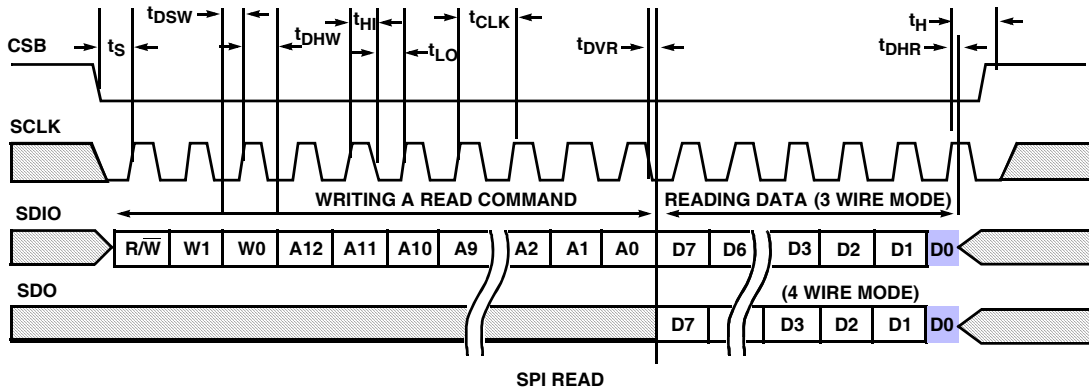 tDSW tHI tCLK tH
CSB tS tDHW tLO tDVR tDHR
SCLK
WRITING A READ COMMAND READING DATA (3 WIRE MODE)
SDIO
R/W̅ W1 W0 A12 A11 A10 A9 A2 A1 A0 D7 D6 D3 D2 D1 D0
SDO (4 WIRE MODE)
D7 D3 D2 D1 D0
SPI READ